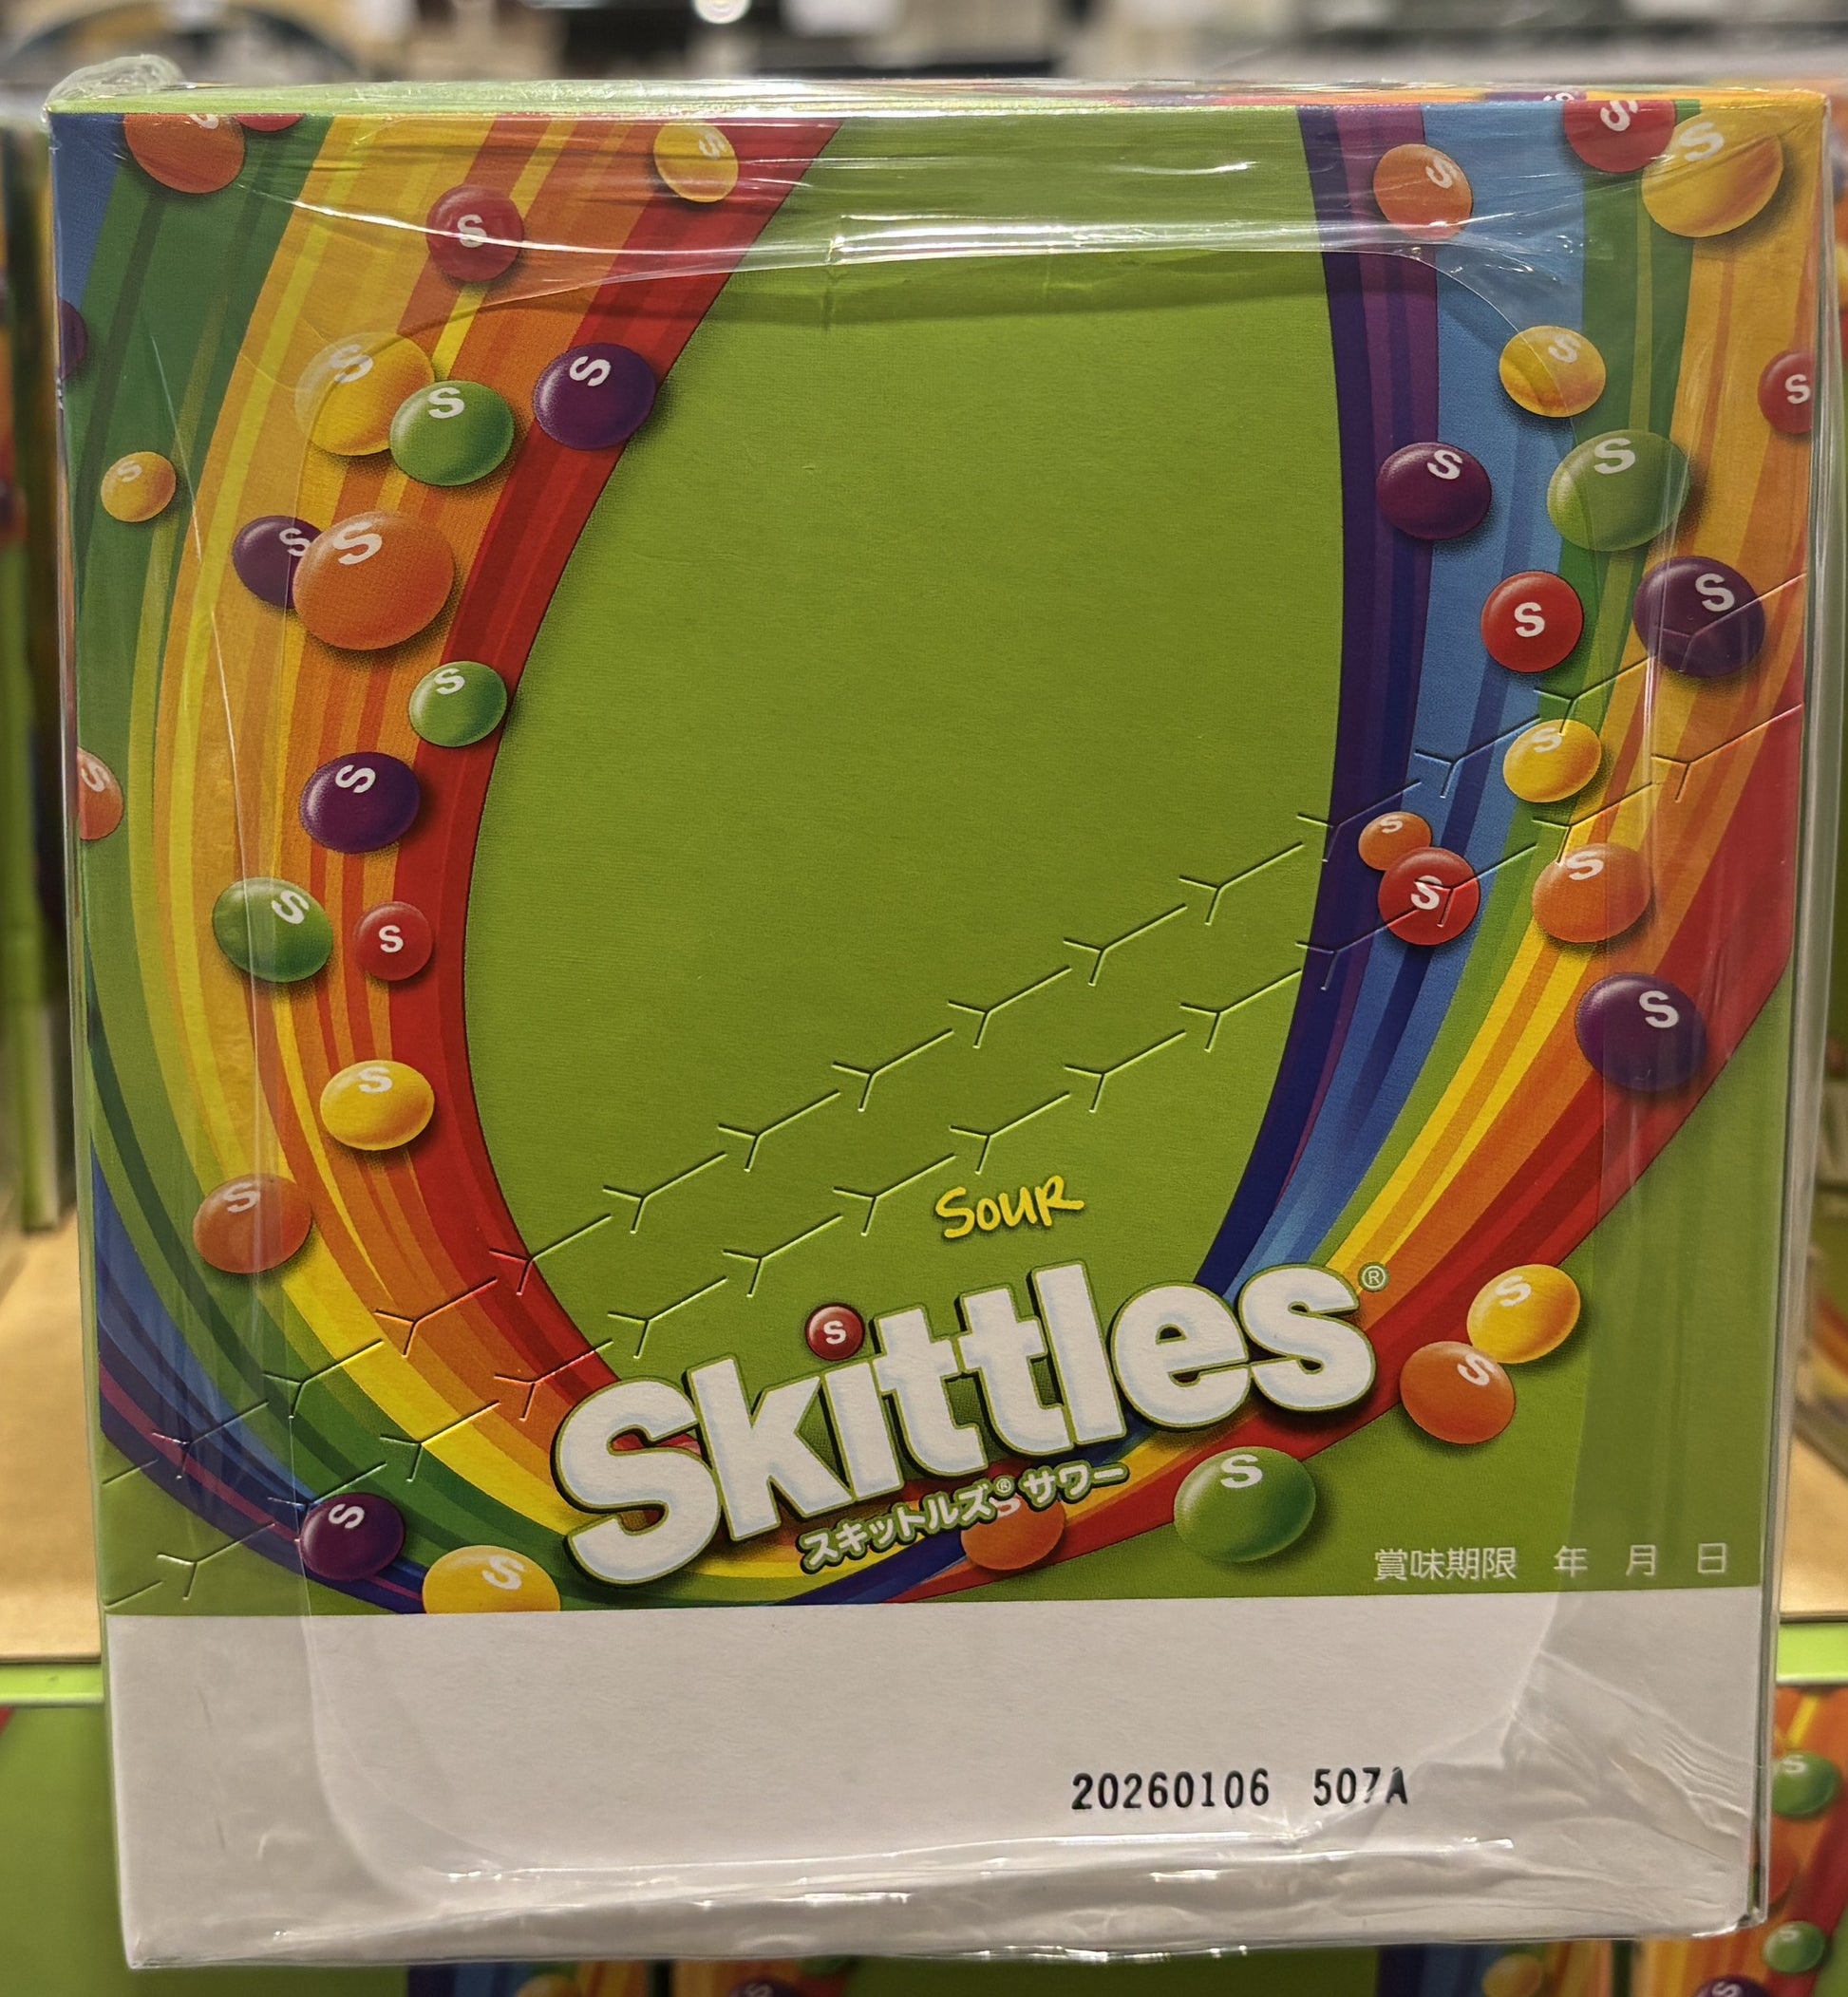 SOUR
Skittles®
スキットルズ®サワー
賞味期限 年 月 日
20260106 507A